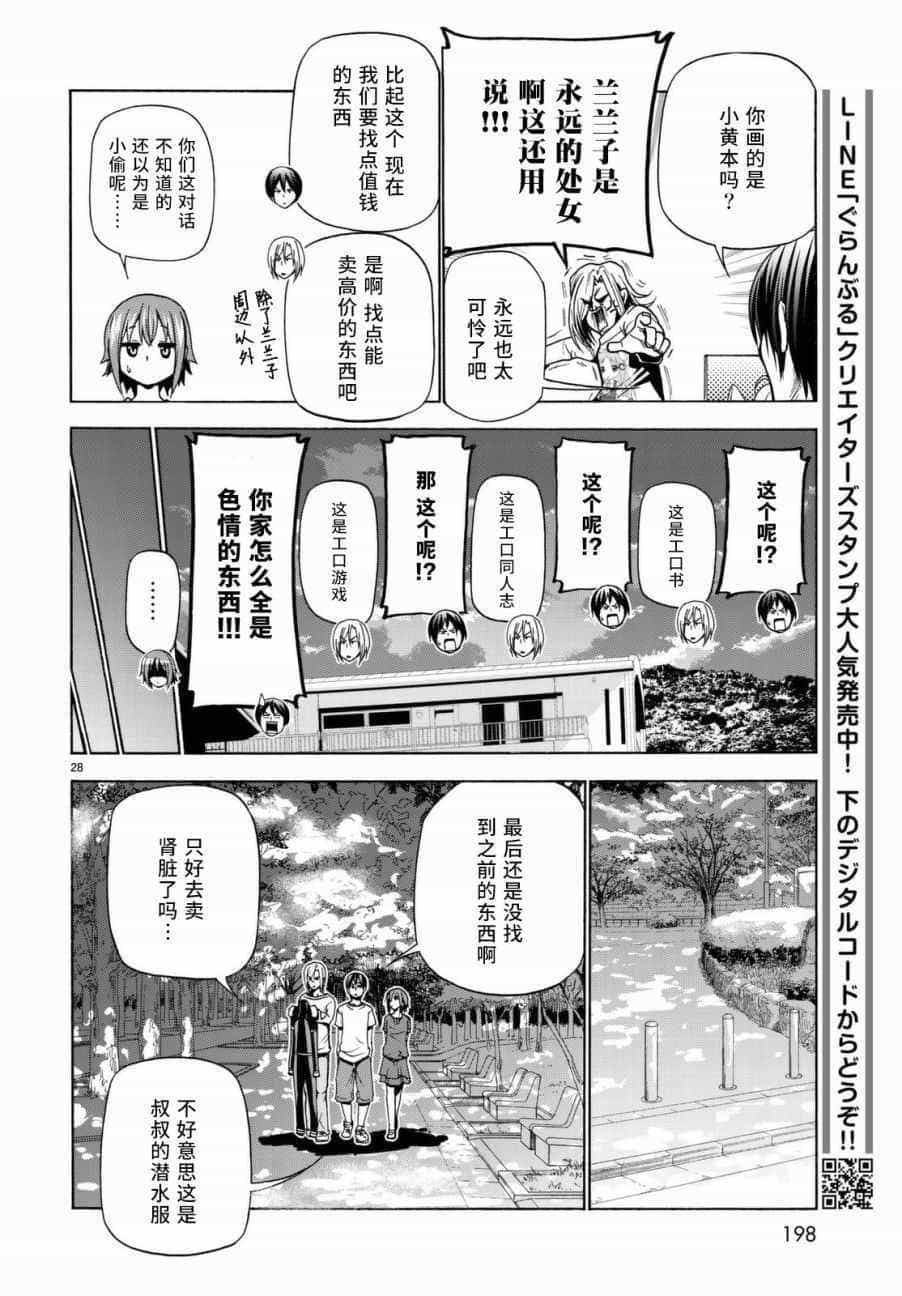 你画的是
小黄本吗？
兰兰子是
永远的处女
啊这还用
说!!!
永远也太
可怜了吧
比起这个 现在
我们要找点值钱
的东西
是啊 找点能
卖高价的东西吧
除了兰兰子
周边以外
你们这对话
不知道的
还以为是
小偷呢……
这个呢!?
这是工口书
这个呢!?
这是工口同人志
那 这个呢!?
这是工口游戏
你家怎么全是
色情的东西!!!
……
28
最后还是没找
到之前的东西
啊
只好去卖
肾脏了吗…
不好意思这是
叔叔的潜水服
LINE「ぐらんぶる」クリエイターズスタンプ大人気発売中！ 下のデジタルコードからどうぞ!!
198